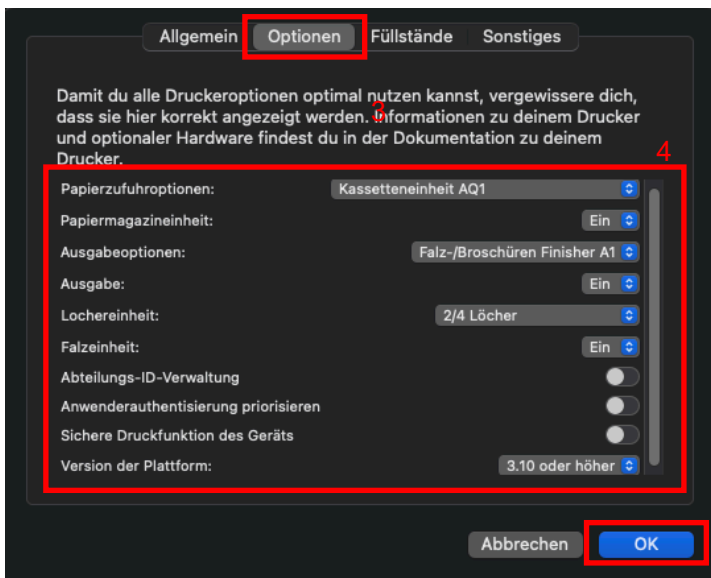 Allgemein Optionen Füllstände Sonstiges
Damit du alle Druckeroptionen optimal nutzen kannst, vergewissere dich,
dass sie hier korrekt angezeigt werden. Informationen zu deinem Drucker
3
und optionaler Hardware findest du in der Dokumentation zu deinem
Drucker.
4
Papierzufuhroptionen: Kassetteneinheit AQ1
Papiermagazineinheit: Ein
Ausgabeoptionen: Falz-/Broschüren Finisher A1
Ausgabe: Ein
Lochereinheit: 2/4 Löcher
Falzeinheit: Ein
Abteilungs-ID-Verwaltung
Anwenderauthentisierung priorisieren
Sichere Druckfunktion des Geräts
Version der Plattform: 3.10 oder höher
Abbrechen OK